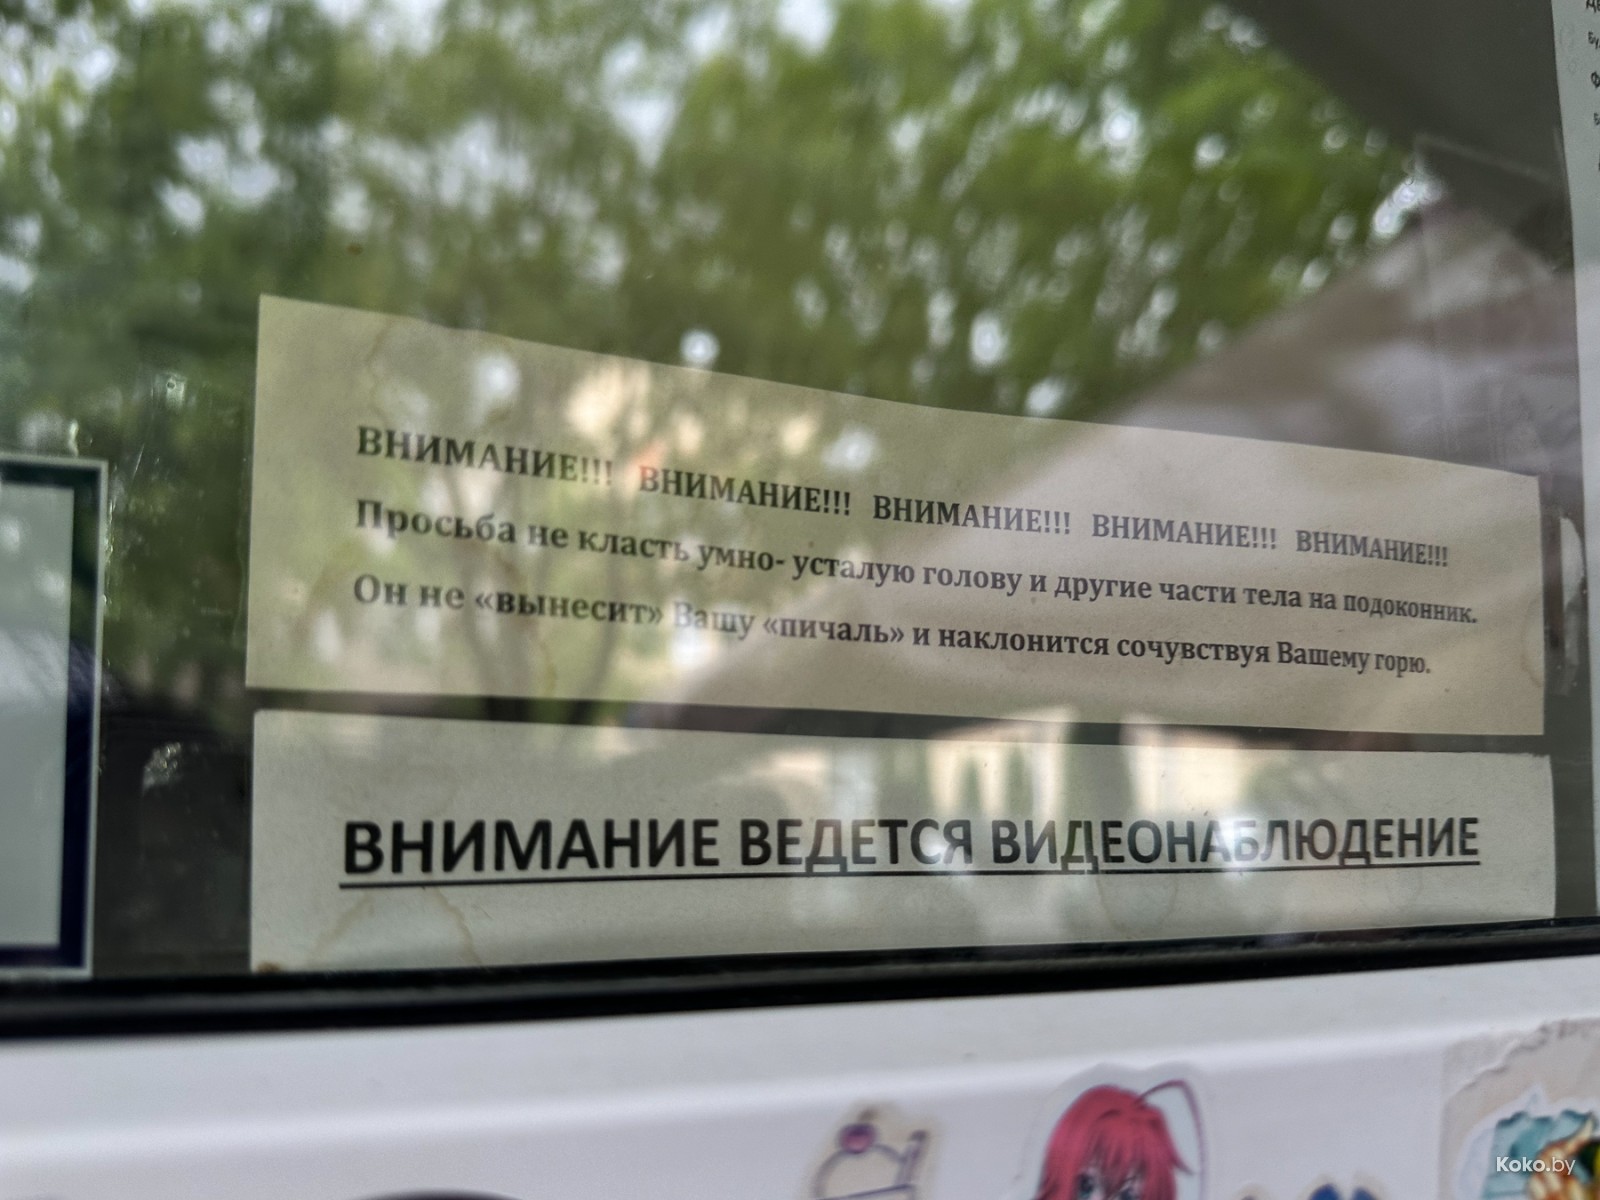 ВНИМАНИЕ!!! ВНИМАНИЕ!!! ВНИМАНИЕ!!! ВНИМАНИЕ!!! ВНИМАНИЕ!!!
Просьба не класть умно- усталую голову и другие части тела на подоконник.
Он не «вынесит» Вашу «пичаль» и наклонится сочувствуя Вашему горю.
ВНИМАНИЕ ВЕДЕТСЯ ВИДЕОНАБЛЮДЕНИЕ
Koko.by